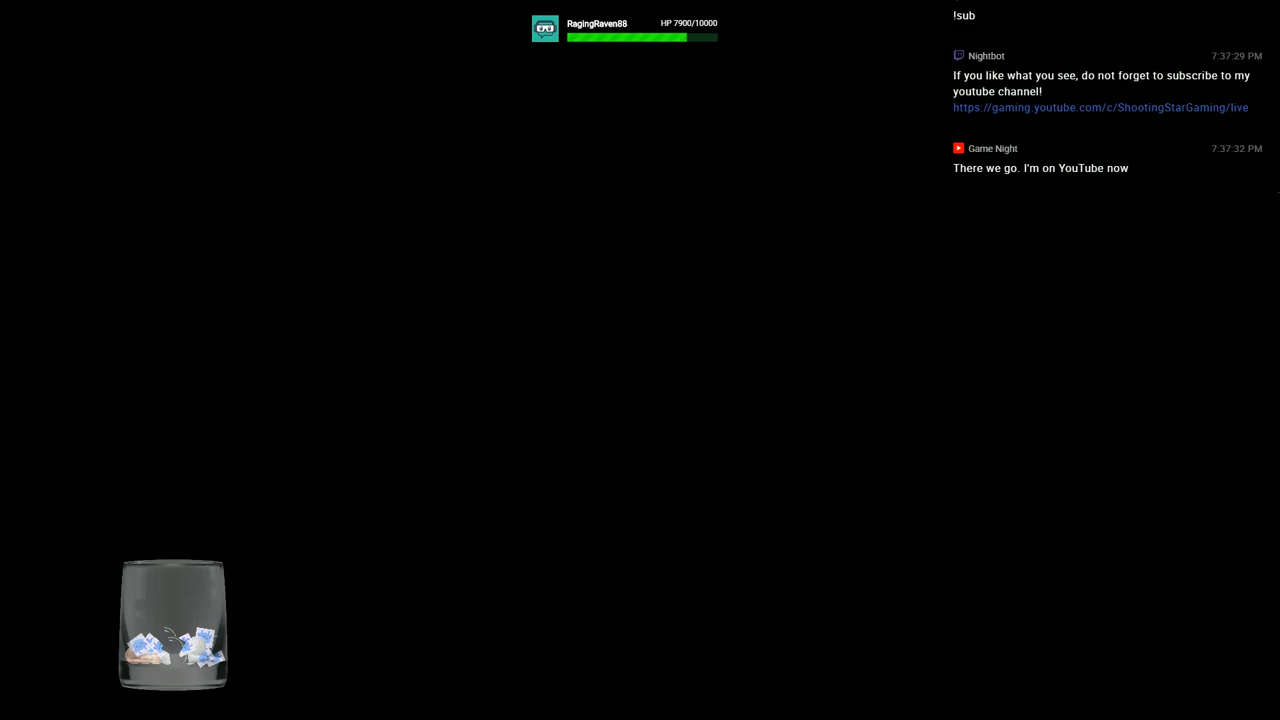 RagingRaven88 HP 7900/10000
!sub
Nightbot 7:37:29 PM
If you like what you see, do not forget to subscribe to my
youtube channel!
https://gaming.youtube.com/c/ShootingStarGaming/live
Game Night 7:37:32 PM
There we go. I'm on YouTube now